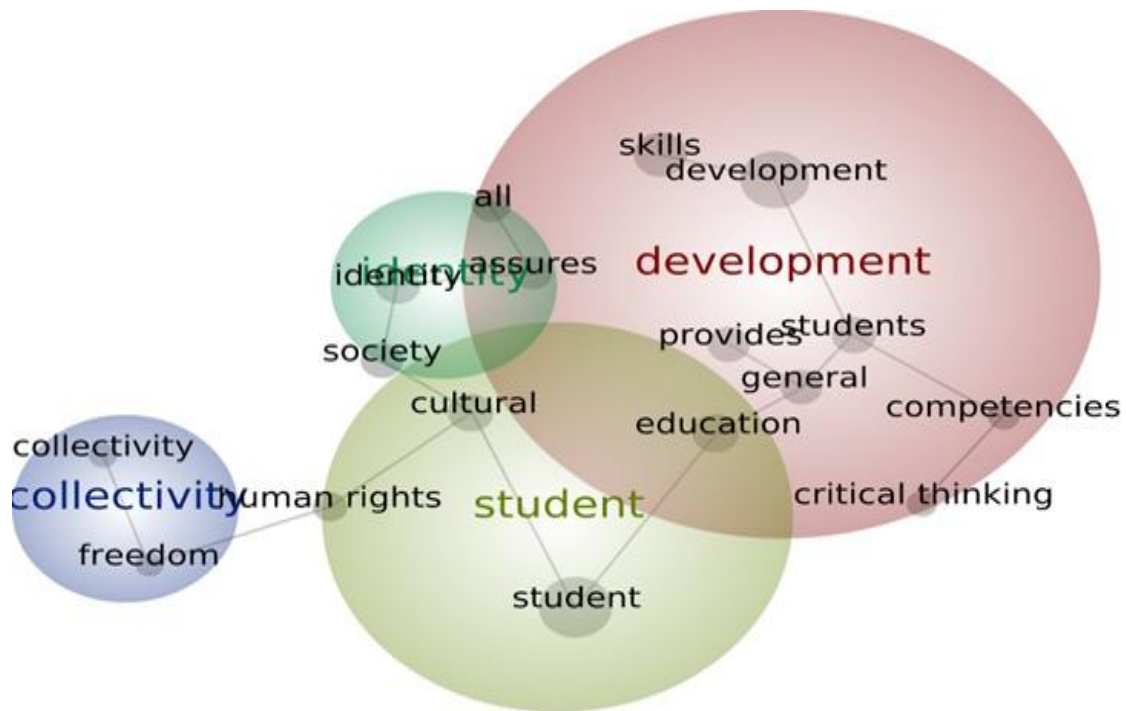 skills
development
all
identity
identity
assures
development
provides
students
society
general
cultural
education
competencies
collectivity
collectivity
human rights
student
critical thinking
freedom
student